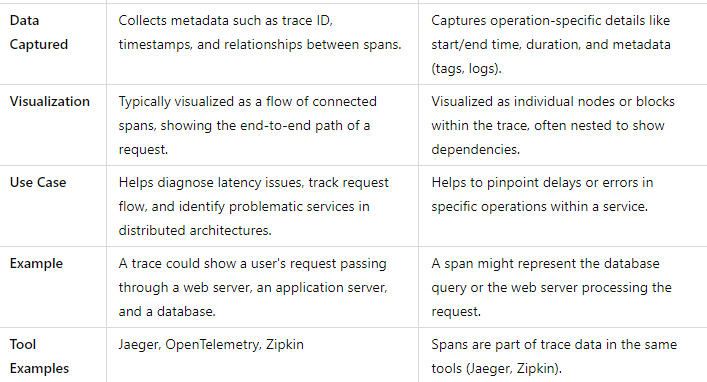 Data Captured
Collects metadata such as trace ID,
timestamps, and relationships between spans.
Captures operation-specific details like
start/end time, duration, and metadata
(tags, logs).
Visualization
Typically visualized as a flow of connected
spans, showing the end-to-end path of a
request.
Visualized as individual nodes or blocks
within the trace, often nested to show
dependencies.
Use Case
Helps diagnose latency issues, track request
flow, and identify problematic services in
distributed architectures.
Helps to pinpoint delays or errors in
specific operations within a service.
Example
A trace could show a user's request passing
through a web server, an application server,
and a database.
A span might represent the database
query or the web server processing the
request.
Tool
Examples
Jaeger, OpenTelemetry, Zipkin
Spans are part of trace data in the same
tools (Jaeger, Zipkin).